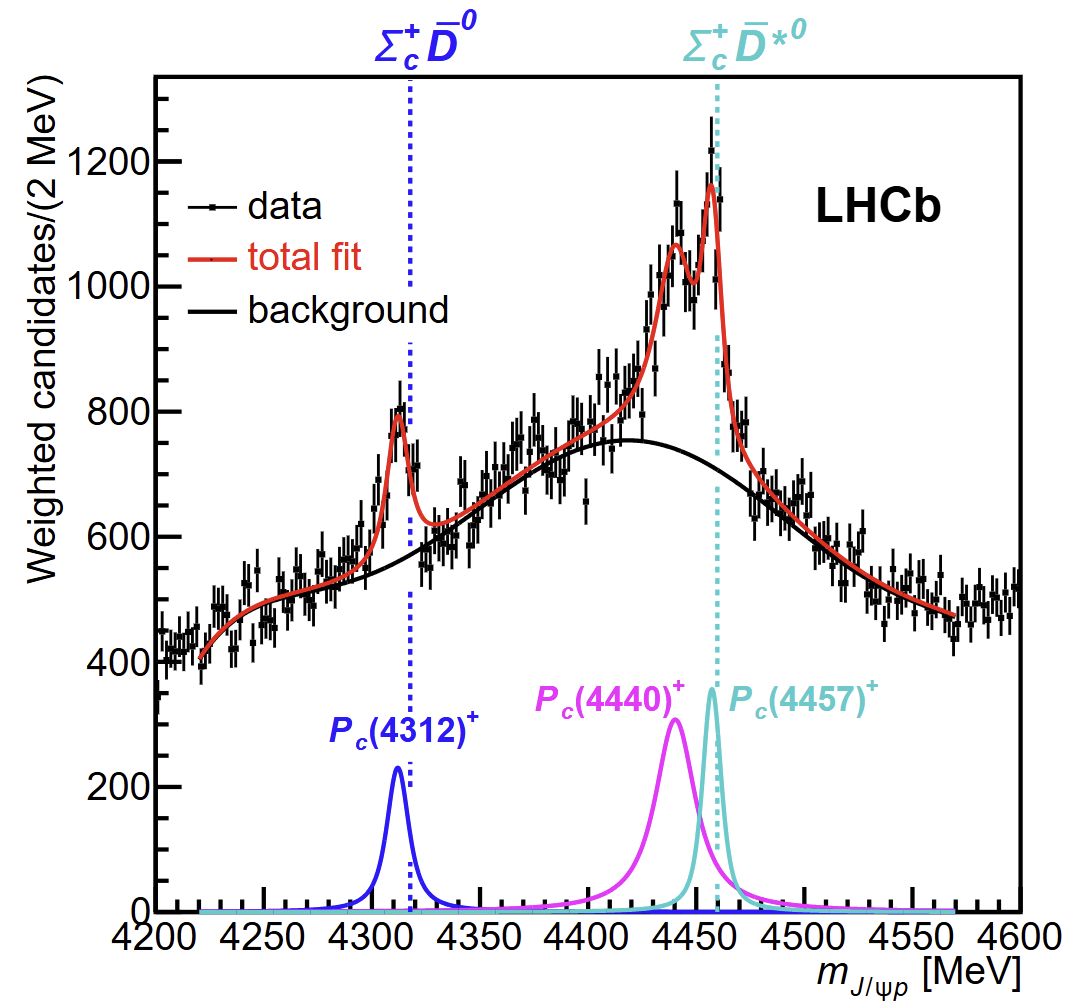 Σc+ D̅0 Σc+ D̅*0
Weighted candidates/(2 MeV)
1200
1000
800
600
400
200
0
data
total fit
background
LHCb
Pc(4312)+
Pc(4440)+
Pc(4457)+
4200 4250 4300 4350 4400 4450 4500 4550 4600
mJ/ψp [MeV]